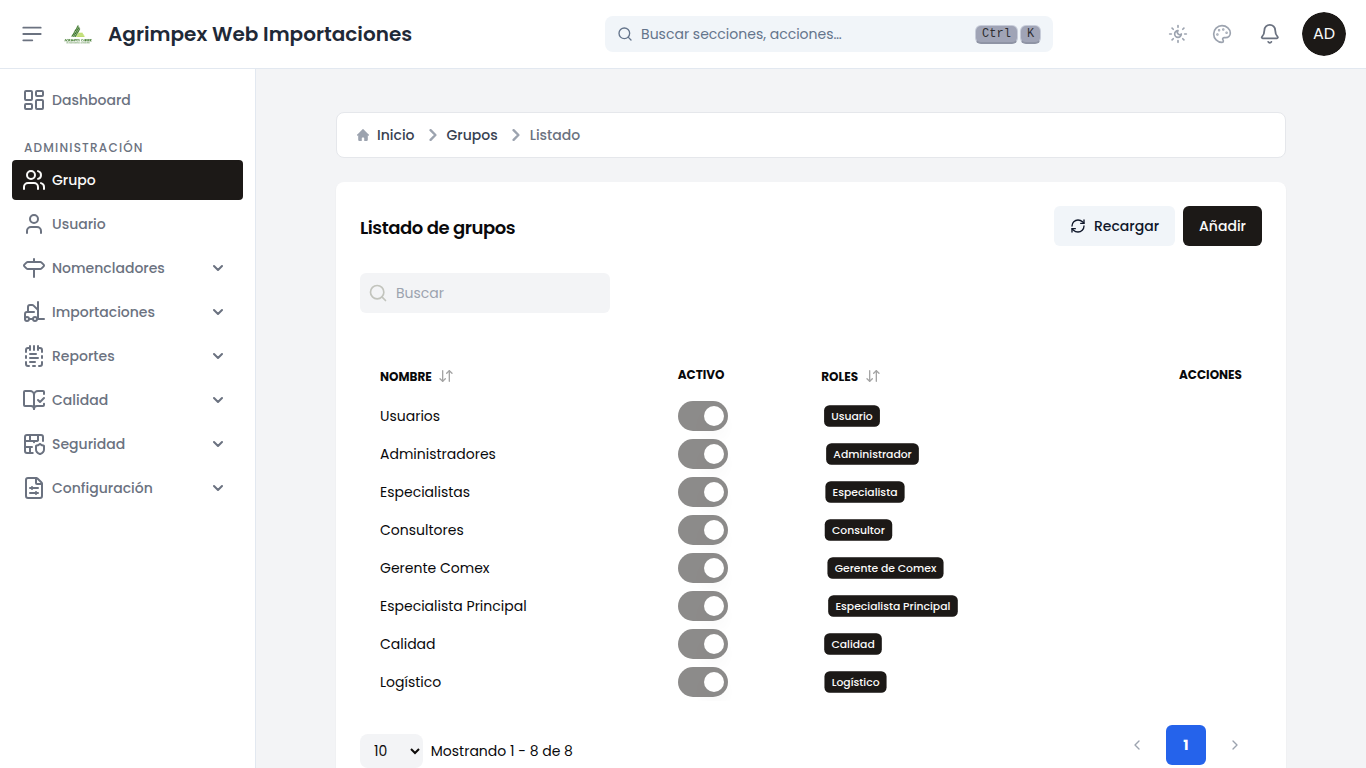 Agrimpex Web Importaciones
Buscar secciones, acciones...
Ctrl K
AD
Dashboard
ADMINISTRACIÓN
Grupo
Usuario
Nomencladores
Importaciones
Reportes
Calidad
Seguridad
Configuración
Inicio Grupos Listado
Listado de grupos
Recargar
Añadir
Buscar
NOMBRE ACTIVO ROLES ACCIONES
Usuarios Usuario
Administradores Administrador
Especialistas Especialista
Consultores Consultor
Gerente Comex Gerente de Comex
Especialista Principal Especialista Principal
Calidad Calidad
Logístico Logístico
10 Mostrando 1 - 8 de 8 1